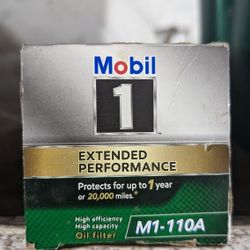 Mobil
1
EXTENDED
PERFORMANCE
Protects for up to 1 year
or 20,000 miles.*
High efficiency
High capacity
Oil filter
M1-110A